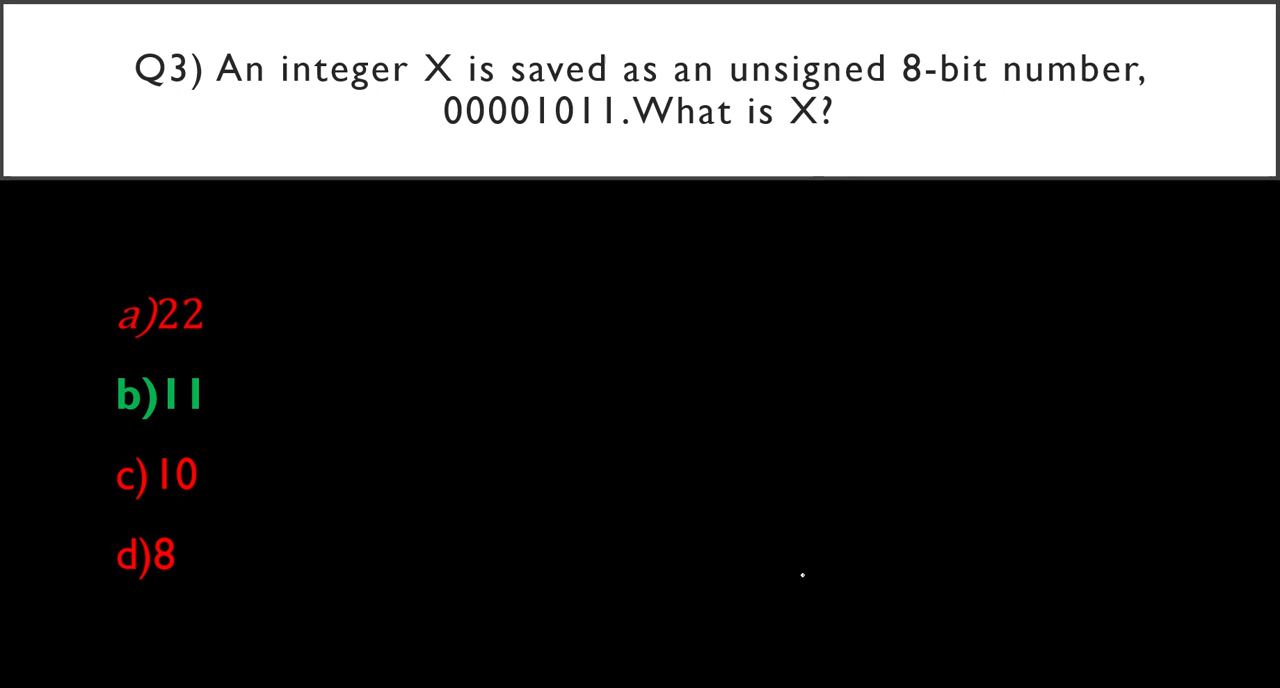 Q3) An integer X is saved as an unsigned 8-bit number,
00001011.What is X?
a)22
b)11
c)10
d)8